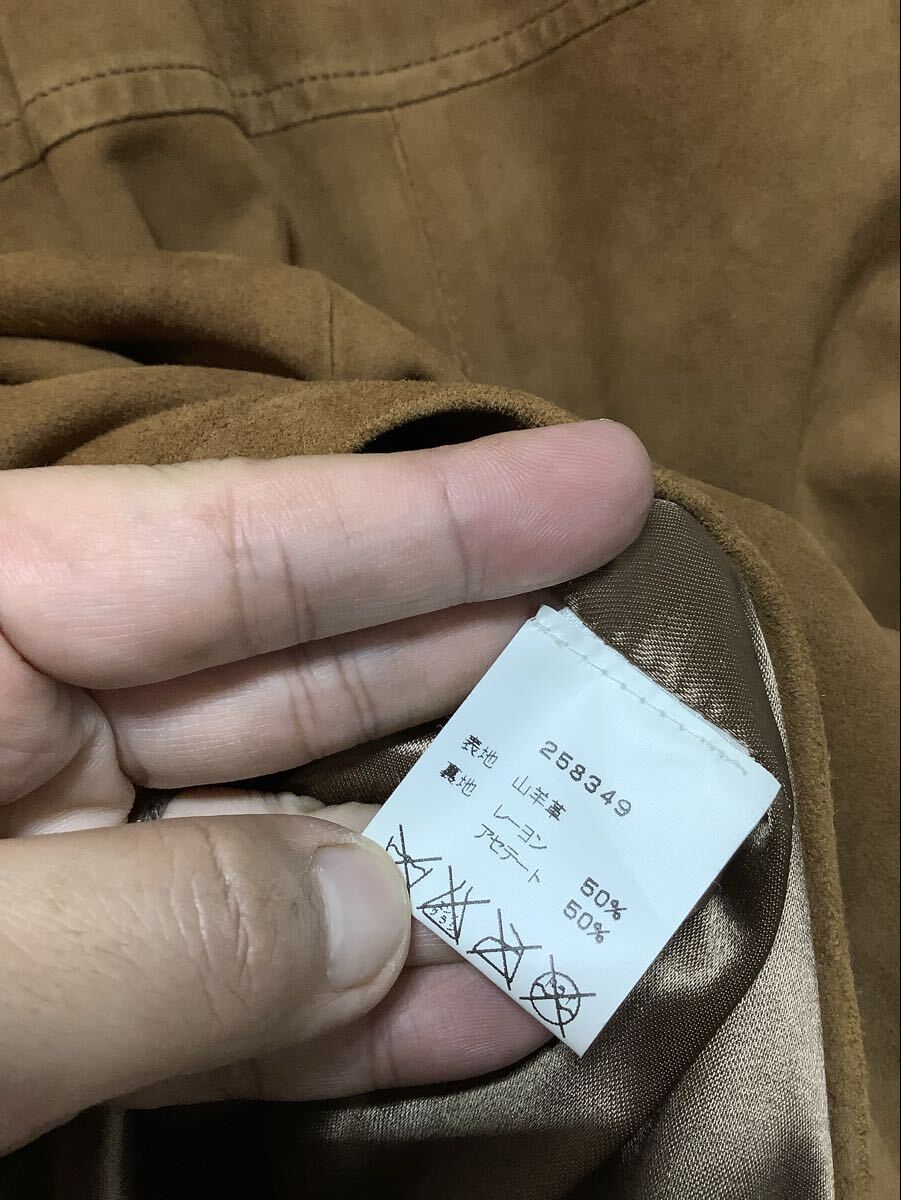 258349
表地 山羊革
裏地 レーヨン 50%
アセテート 50%